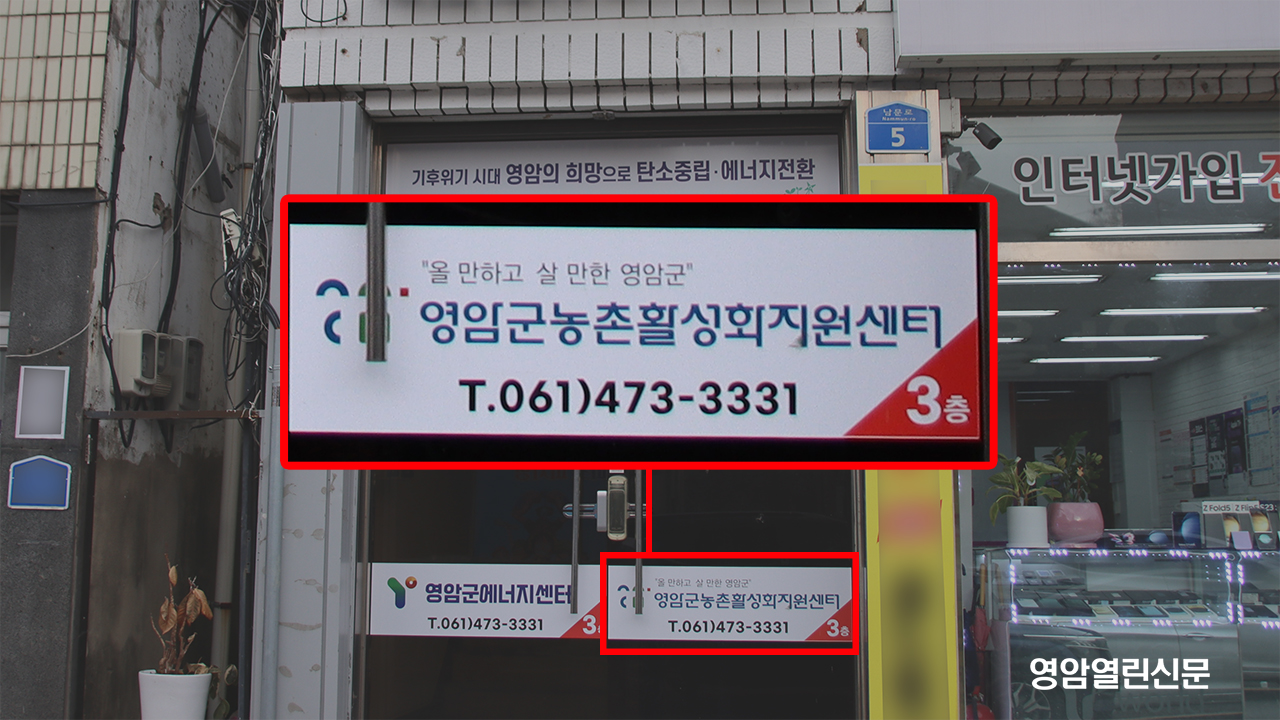 남문로
Nammun-ro
5
기후위기 시대 영암의 희망으로 탄소중립·에너지전환
인터넷가입
"올 만하고 살 만한 영암군"
영암군농촌활성화지원센터
T.061)473-3331
3층
Z Fold5
Z Flip5
S23
영암군에너지센터
T.061)473-3331
3층
"올 만하고 살 만한 영암군"
영암군농촌활성화지원센터
T.061)473-3331
3층
영암열린신문